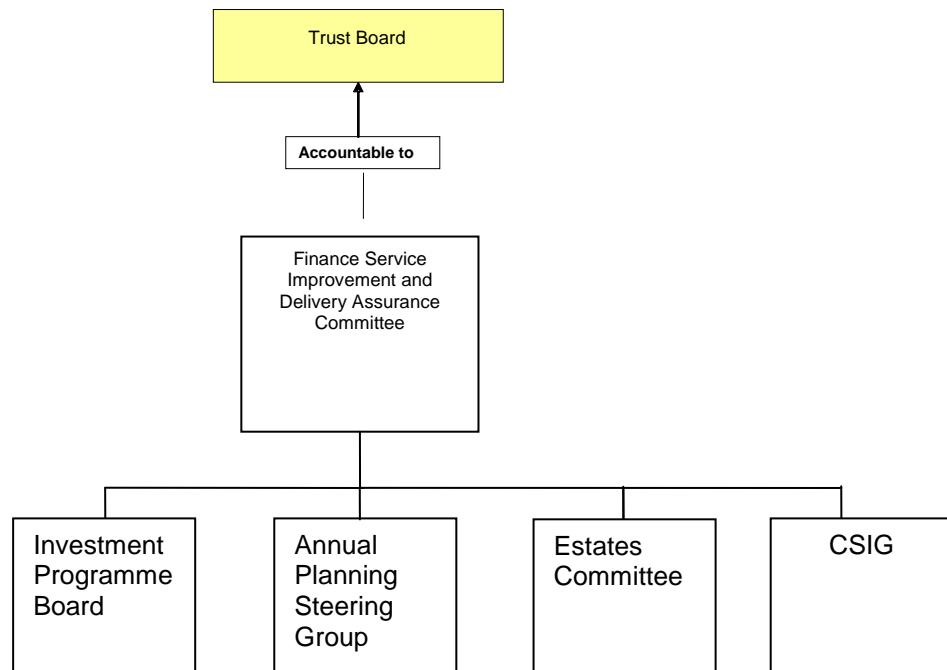 Trust Board
Accountable to
Finance Service
Improvement and
Delivery Assurance
Committee
Investment
Programme
Board
Annual
Planning
Steering
Group
Estates
Committee
CSIG